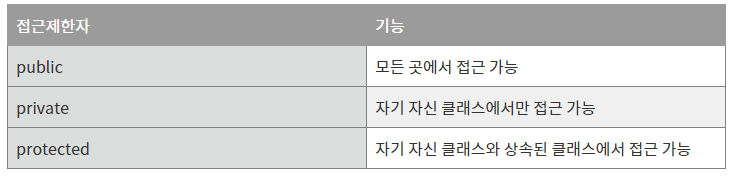 접근제한자 기능
public 모든 곳에서 접근 가능
private 자기 자신 클래스에서만 접근 가능
protected 자기 자신 클래스와 상속된 클래스에서 접근 가능